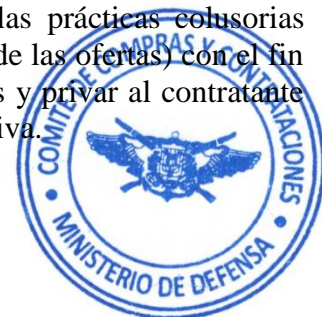 las prácticas colusorias
de las ofertas) con el fin
s y privar al contratante
iva.
COMITÉ DE COMPRAS Y CONTRATACIONES
MINISTERIO DE DEFENSA